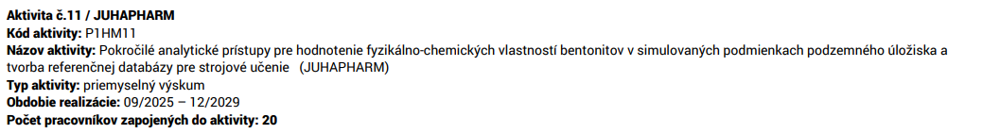 Aktivita č.11 / JUHAPHARM
Kód aktivity: P1HM11
Názov aktivity: Pokročilé analytické prístupy pre hodnotenie fyzikálno-chemických vlastností bentonitov v simulovaných podmienkach podzemného úložiska a
tvorba referenčnej databázy pre strojové učenie (JUHAPHARM)
Typ aktivity: priemyselný výskum
Obdobie realizácie: 09/2025 – 12/2029
Počet pracovníkov zapojených do aktivity: 20